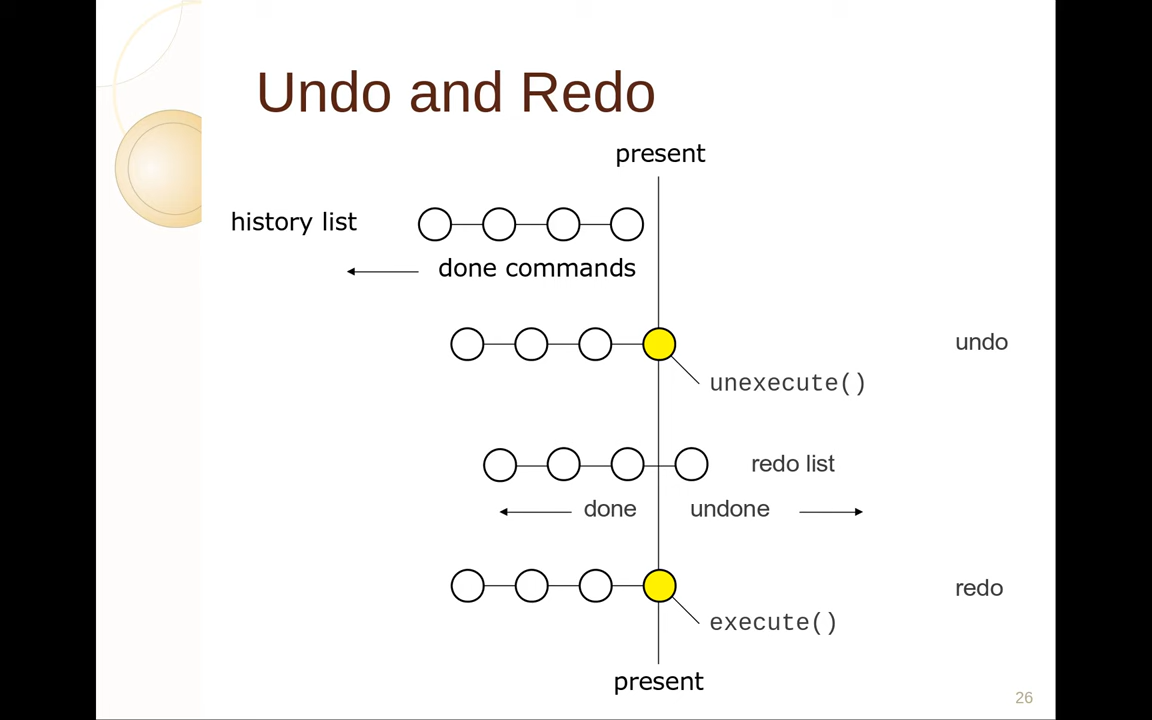 Undo and Redo
present
history list
done commands
undo
unexecute()
redo list
done
undone
redo
execute()
present
26